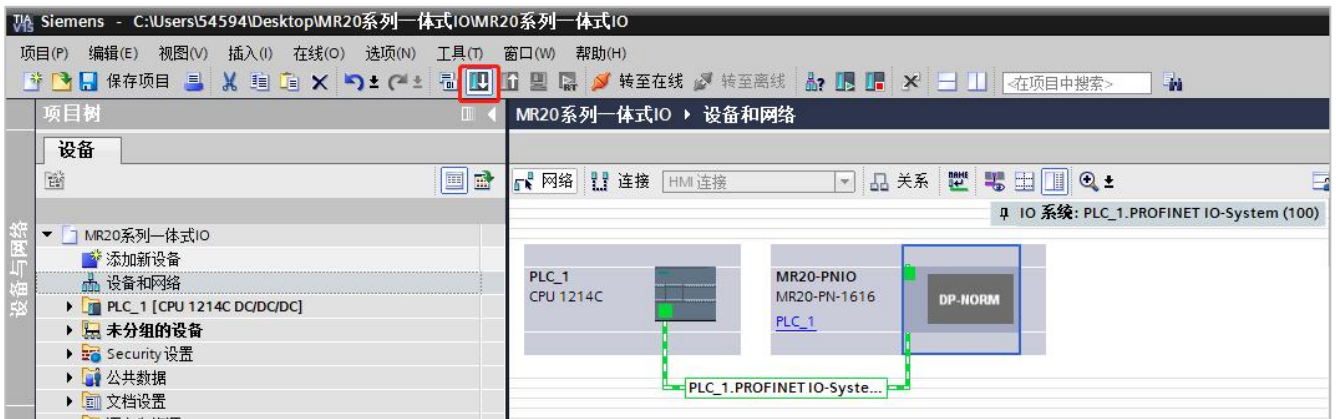 Siemens - C:\Users\54594\Desktop\MR20系列一体式IO\MR20系列一体式IO
项目(P) 编辑(E) 视图(V) 插入(I) 在线(O) 选项(N) 工具(T) 窗口(W) 帮助(H)
保存项目 转至在线 转至离线 <在项目中搜索>
项目树
MR20系列一体式IO ▸ 设备和网络
设备
网络 连接 HMI 连接 关系
IO 系统: PLC_1.PROFINET IO-System (100)
设备与网络
MR20系列一体式IO
添加新设备
设备和网络
PLC_1 [CPU 1214C DC/DC/DC]
未分组的设备
Security 设置
公共数据
文档设置
PLC_1
CPU 1214C
MR20-PNIO
MR20-PN-1616
PLC_1
DP-NORM
PLC_1.PROFINET IO-Syste...